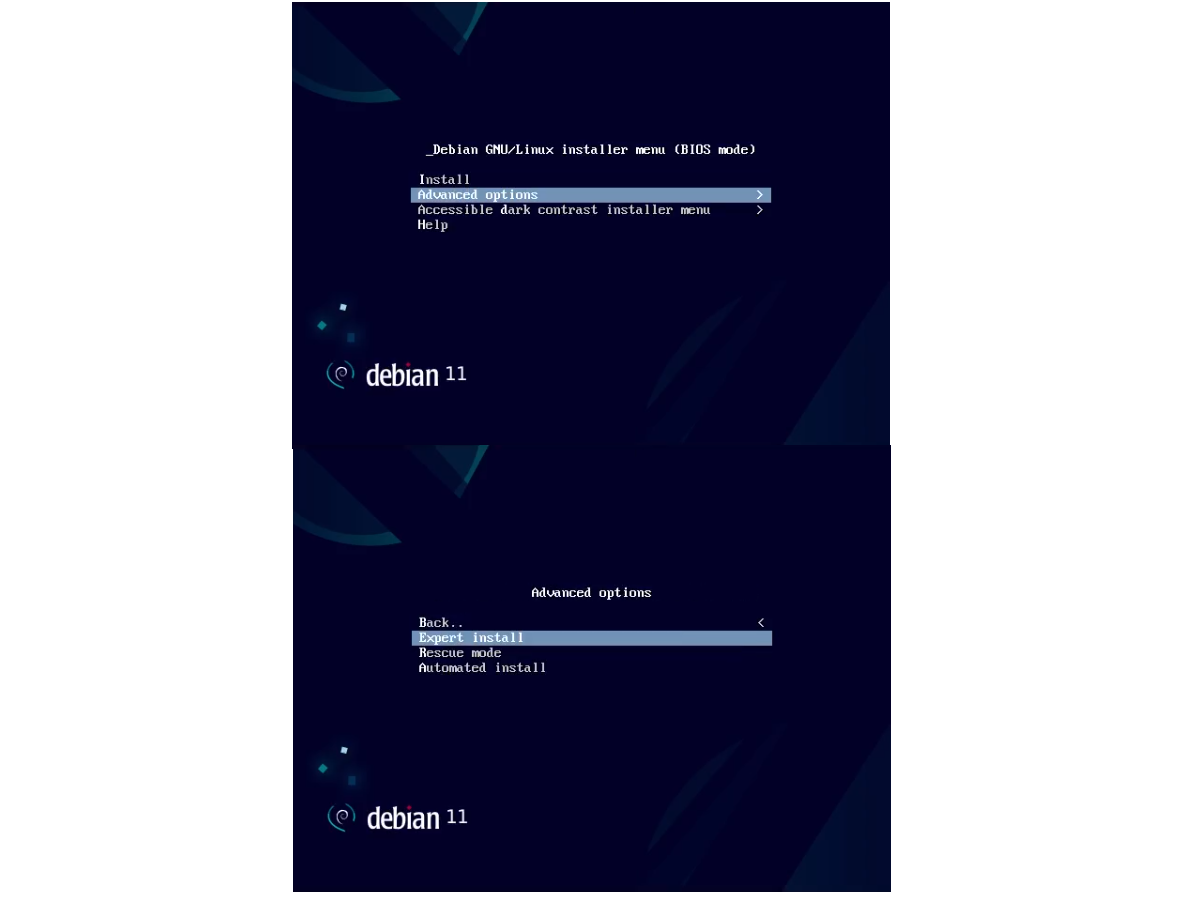 _Debian GNU/Linux installer menu (BIOS mode)
Install
Advanced options >
Accessible dark contrast installer menu >
Help
debian 11
Advanced options
Back.. <
Expert install
Rescue mode
Automated install
debian 11